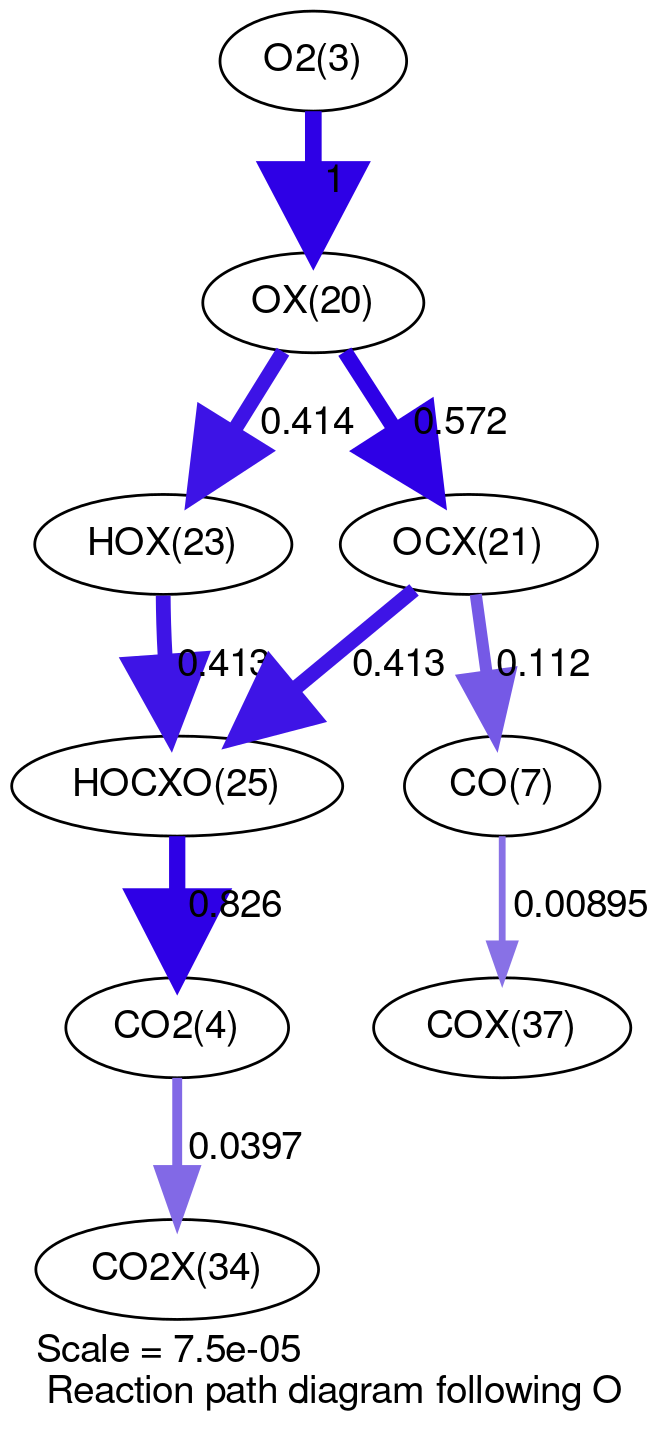 O2(3)
1
OX(20)
0.414
0.572
HOX(23)
OCX(21)
0.413
0.413
0.112
HOCXO(25)
CO(7)
0.826
0.00895
CO2(4)
COX(37)
0.0397
CO2X(34)
Scale = 7.5e-05
Reaction path diagram following O